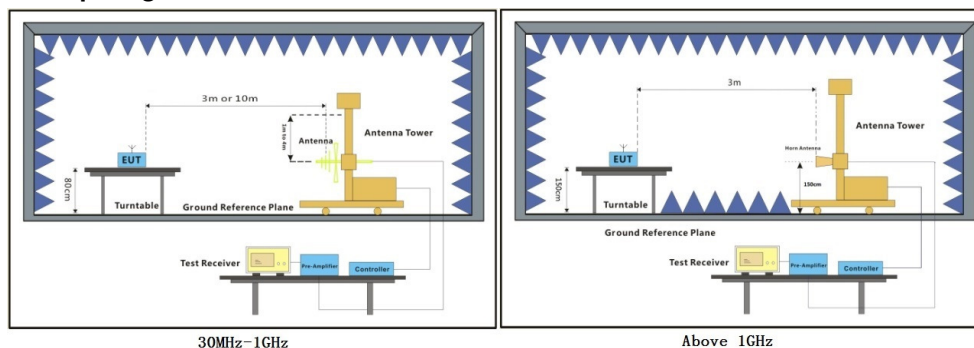 3m or 10m
1m to 4m
Antenna
Antenna Tower
EUT
80cm
Turntable
Ground Reference Plane
Test Receiver
Pre-Amplifier
Controller
30MHz-1GHz
3m
Antenna Tower
Horn Antenna
EUT
150cm
150cm
Turntable
Ground Reference Plane
Test Receiver
Pre-Amplifier
Controller
Above 1GHz